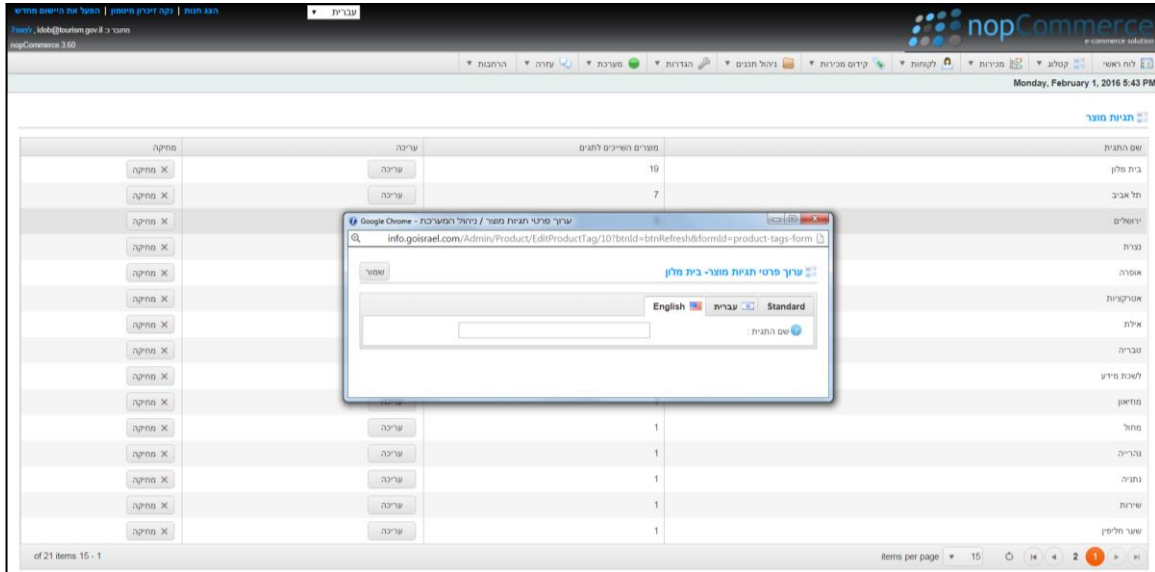 הצג חנות | נקה זיכרון מיטמון | הפעל את היישום מחדש
עברית
מחובר כ: idob@tourism.gov.il, לצאת?
nopCommerce 3.60
nopCommerce
e-commerce solution
לוח ראשי קטלוג מכירות לקוחות קידום מכירות ניהול תכנים הגדרות מערכת עזרה הרחבות
Monday, February 1, 2016 5:43 PM
תגיות מוצר
שם התגית מוצרים השייכים לתגים עריכה מחיקה
בית מלון 19 עריכה מחיקה
תל אביב 7 עריכה מחיקה
ירושלים מחיקה
נצרת מחיקה
אופרה מחיקה
אטרקציות מחיקה
אילת מחיקה
טבריה מחיקה
לשכת מידע מחיקה
מוזיאון מחיקה
מחול 1 עריכה מחיקה
נהרייה 1 עריכה מחיקה
נתניה 1 עריכה מחיקה
שירות 1 עריכה מחיקה
שער חליפין 1 עריכה מחיקה
ערוך פרטי תגיות מוצר / ניהול המערכת - Google Chrome
info.goisrael.com/Admin/Product/EditProductTag/10?btnId=btnRefresh&formId=product-tags-form
ערוך פרטי תגיות מוצר- בית מלון
שמור
Standard עברית English
שם התגית :
1 2 15 items per page
1 - 15 of 21 items